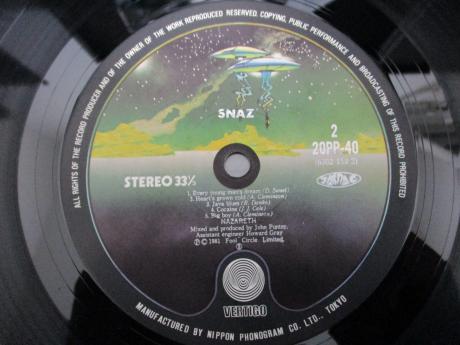 ALL RIGHTS OF THE RECORD PRODUCER AND OF THE OWNER OF THE WORK REPRODUCED RESERVED. COPYING, PUBLIC PERFORMANCE AND BROADCASTING OF THIS RECORD PROHIBITED
SNAZ
2
20PP-40
STEREO 33⅓
1. Every young man's dream (D. Sweet)
2. Heart's grown cold (A. Cleminson)
3. Java blues (R. Danko)
4. Cocaine (J. J. Cale)
5. Big boy (A. Cleminson)
NAZARETH
Mixed and produced by John Punter.
Assistant engineer Howard Gray
Ⓟ©1981 Fool Circle Limited.
VERTIGO
MANUFACTURED BY NIPPON PHONOGRAM CO. LTD., TOKYO